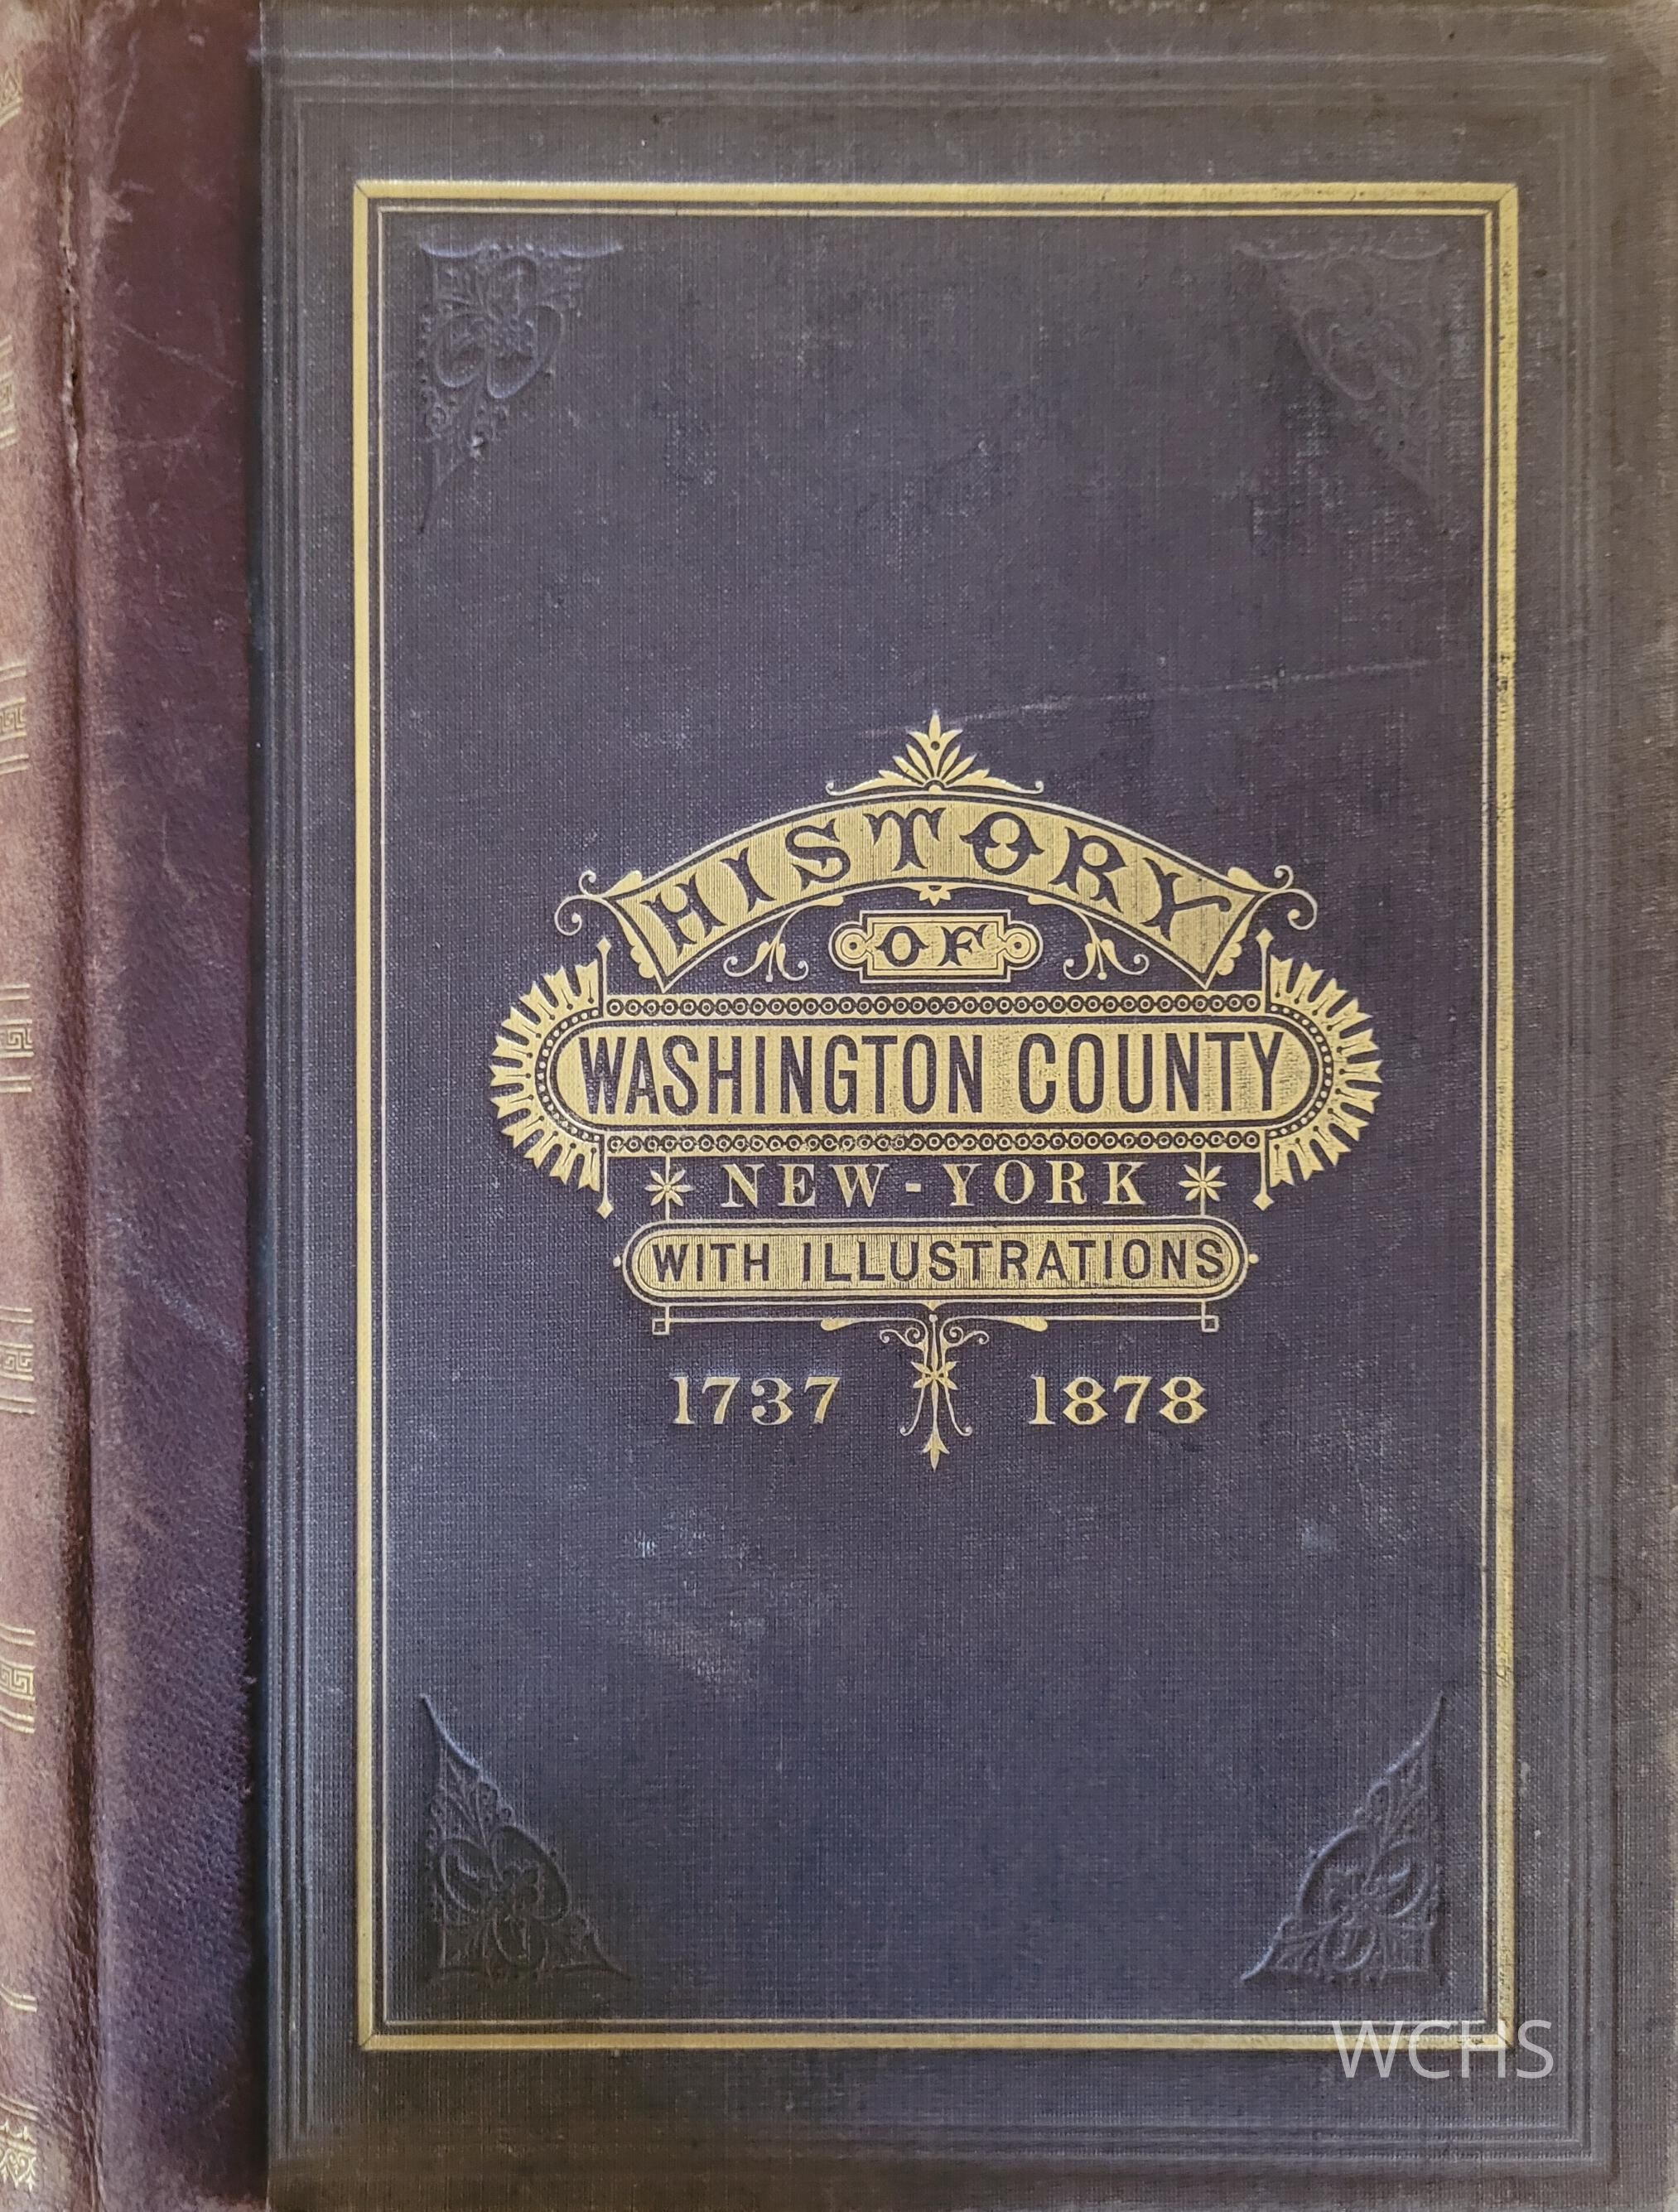 HISTORY
OF
WASHINGTON COUNTY
NEW-YORK
WITH ILLUSTRATIONS
1737 1878
WCHS